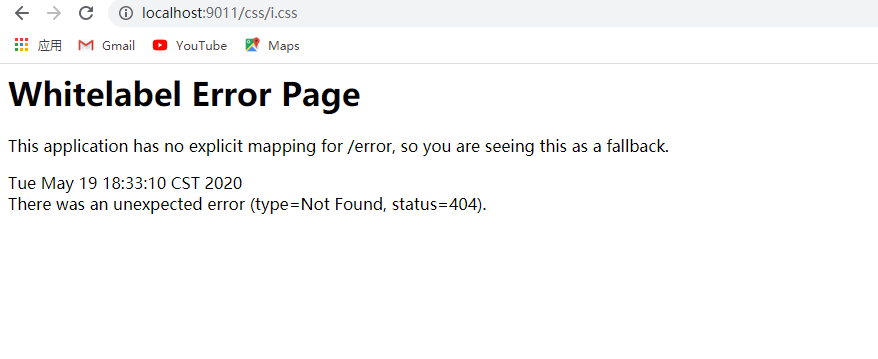 localhost:9011/css/i.css
应用 Gmail YouTube Maps
Whitelabel Error Page
This application has no explicit mapping for /error, so you are seeing this as a fallback.
Tue May 19 18:33:10 CST 2020
There was an unexpected error (type=Not Found, status=404).